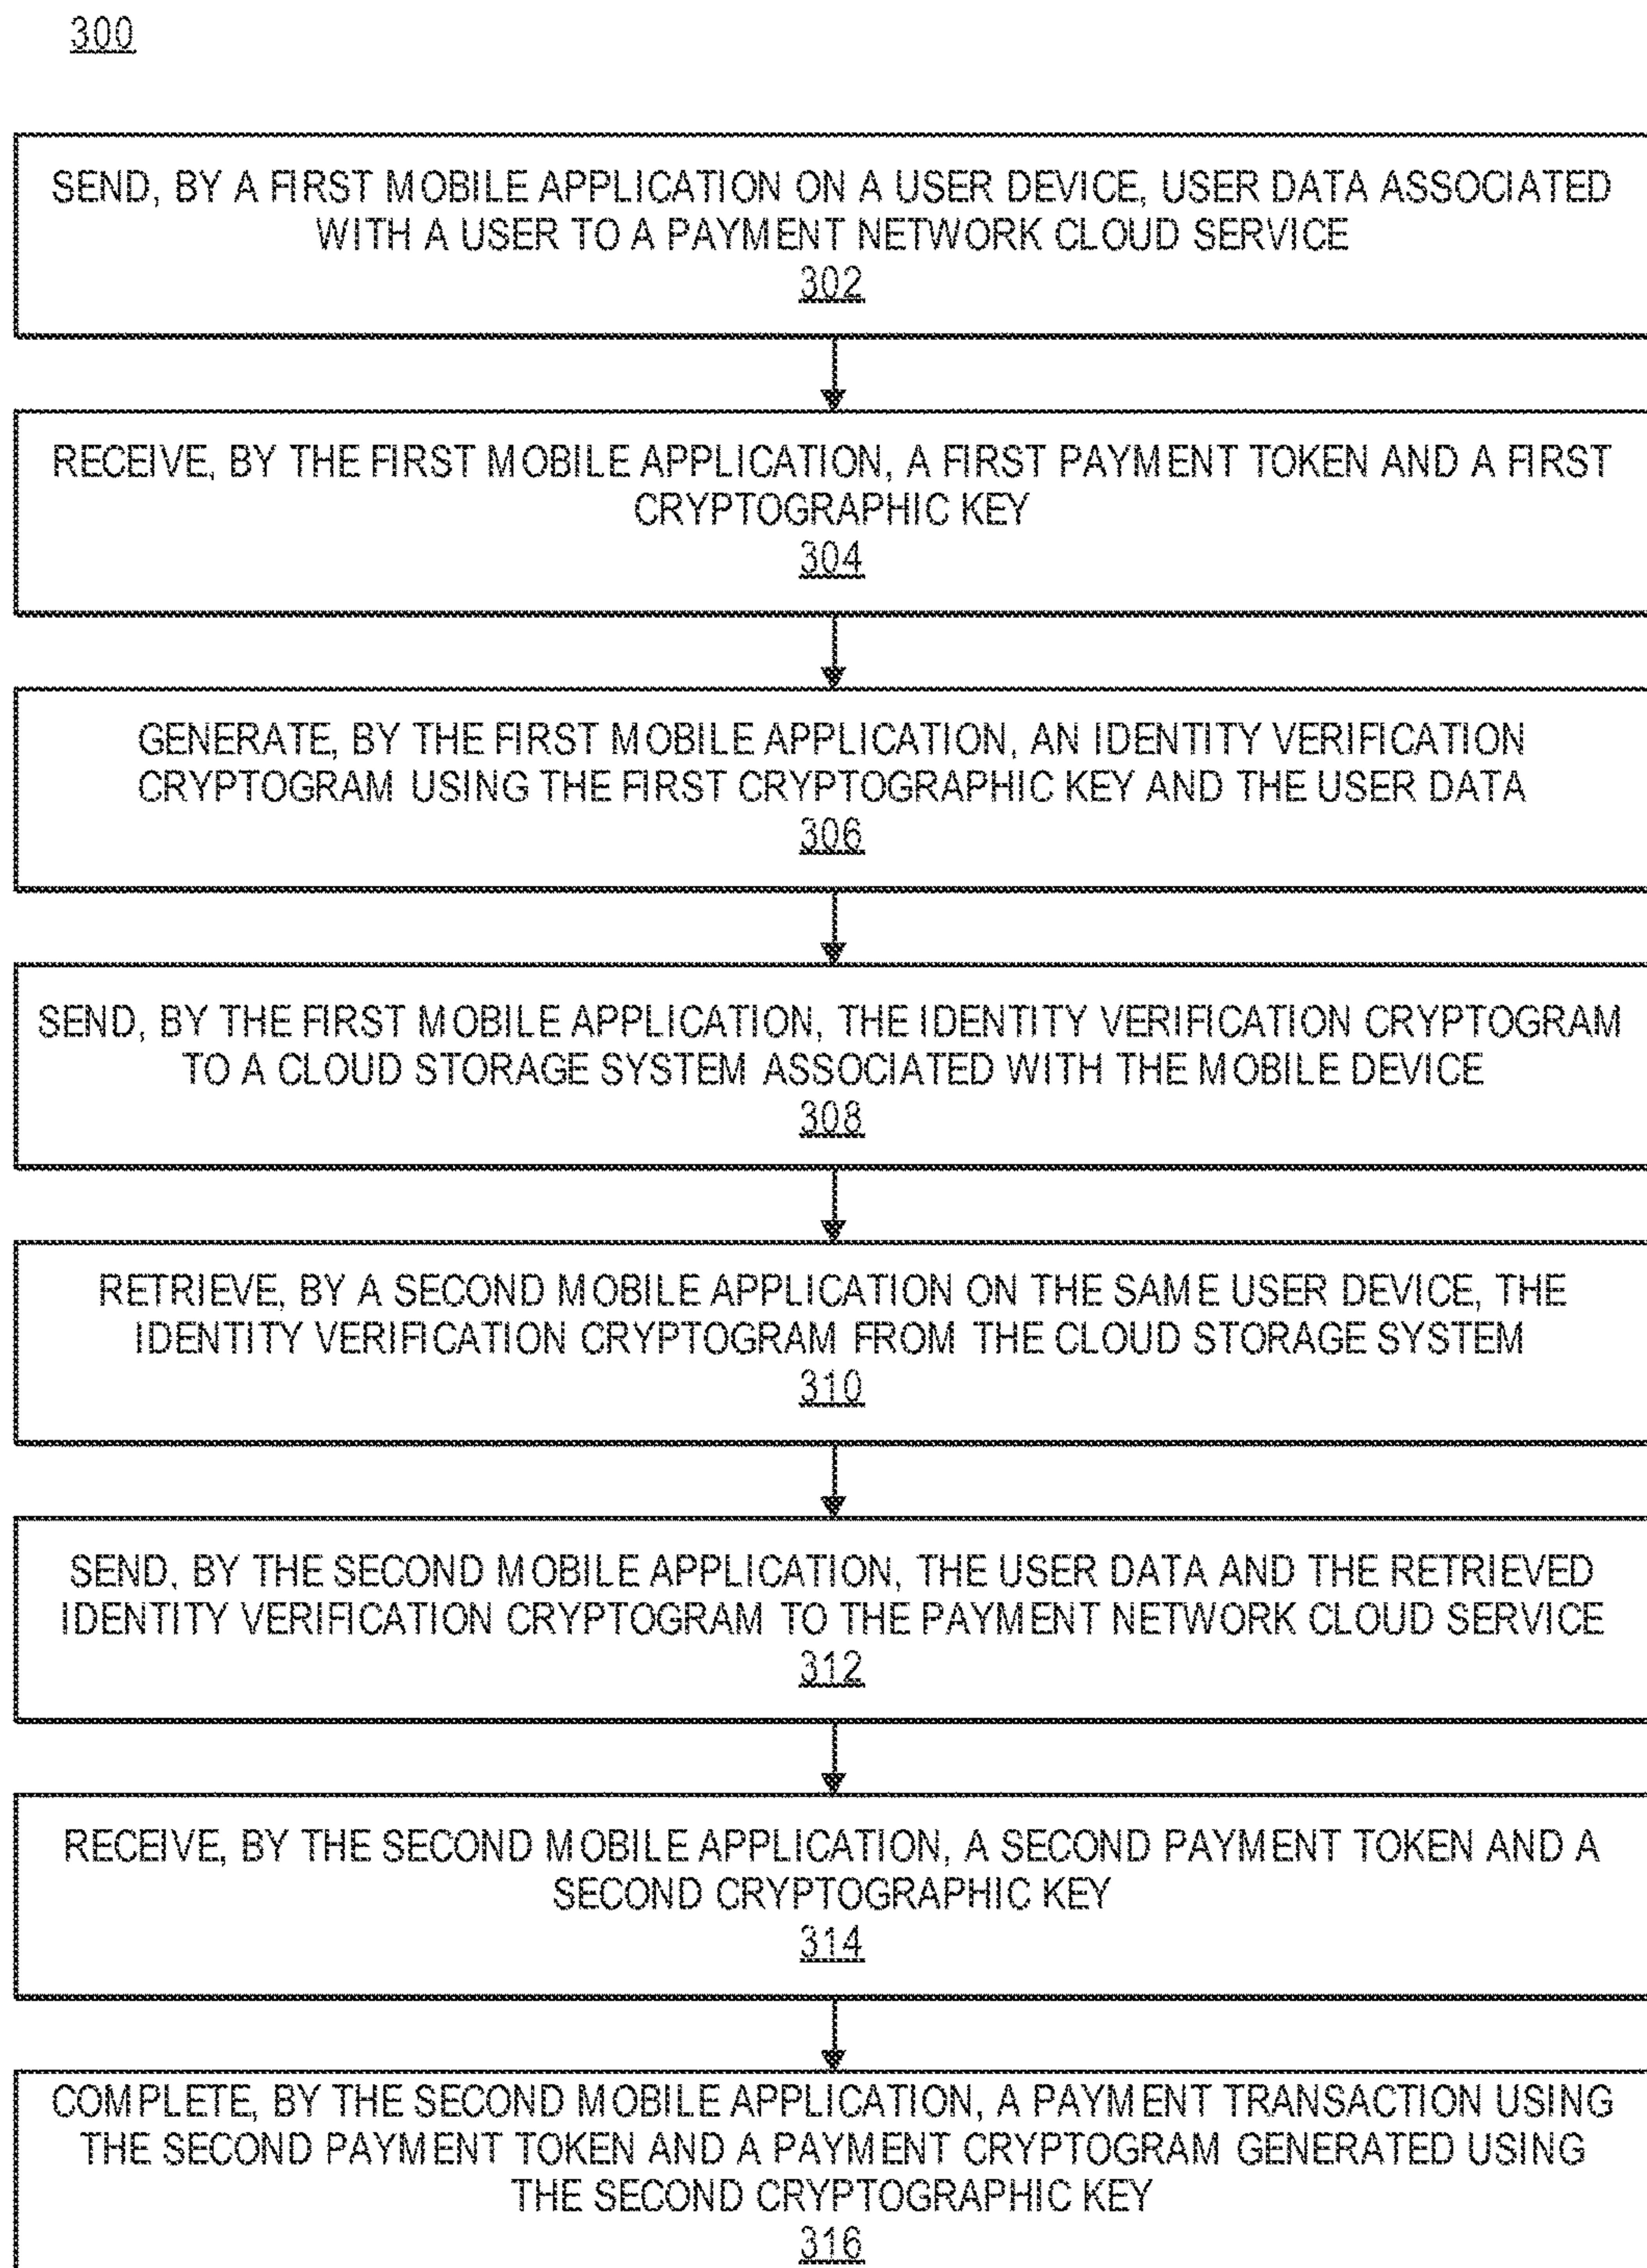 300
SEND, BY A FIRST MOBILE APPLICATION ON A USER DEVICE, USER DATA ASSOCIATED
WITH A USER TO A PAYMENT NETWORK CLOUD SERVICE
302
RECEIVE, BY THE FIRST MOBILE APPLICATION, A FIRST PAYMENT TOKEN AND A FIRST
CRYPTOGRAPHIC KEY
304
GENERATE, BY THE FIRST MOBILE APPLICATION, AN IDENTITY VERIFICATION
CRYPTOGRAM USING THE FIRST CRYPTOGRAPHIC KEY AND THE USER DATA
306
SEND, BY THE FIRST MOBILE APPLICATION, THE IDENTITY VERIFICATION CRYPTOGRAM
TO A CLOUD STORAGE SYSTEM ASSOCIATED WITH THE MOBILE DEVICE
308
RETRIEVE, BY A SECOND MOBILE APPLICATION ON THE SAME USER DEVICE, THE
IDENTITY VERIFICATION CRYPTOGRAM FROM THE CLOUD STORAGE SYSTEM
310
SEND, BY THE SECOND MOBILE APPLICATION, THE USER DATA AND THE RETRIEVED
IDENTITY VERIFICATION CRYPTOGRAM TO THE PAYMENT NETWORK CLOUD SERVICE
312
RECEIVE, BY THE SECOND MOBILE APPLICATION, A SECOND PAYMENT TOKEN AND A
SECOND CRYPTOGRAPHIC KEY
314
COMPLETE, BY THE SECOND MOBILE APPLICATION, A PAYMENT TRANSACTION USING
THE SECOND PAYMENT TOKEN AND A PAYMENT CRYPTOGRAM GENERATED USING
THE SECOND CRYPTOGRAPHIC KEY
316